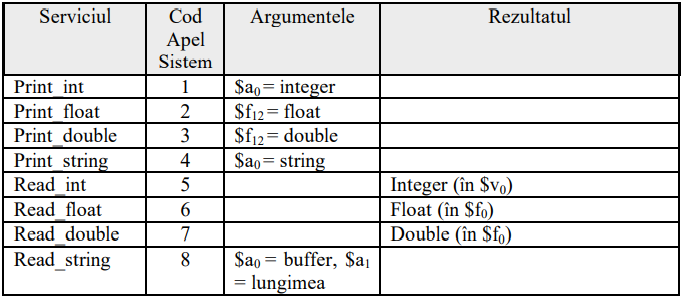 Serviciul Cod Apel Sistem Argumentele Rezultatul
Print_int 1 $a0 = integer
Print_float 2 $f12 = float
Print_double 3 $f12 = double
Print_string 4 $a0 = string
Read_int 5 Integer (în $v0)
Read_float 6 Float (în $f0)
Read_double 7 Double (în $f0)
Read_string 8 $a0 = buffer, $a1
= lungimea